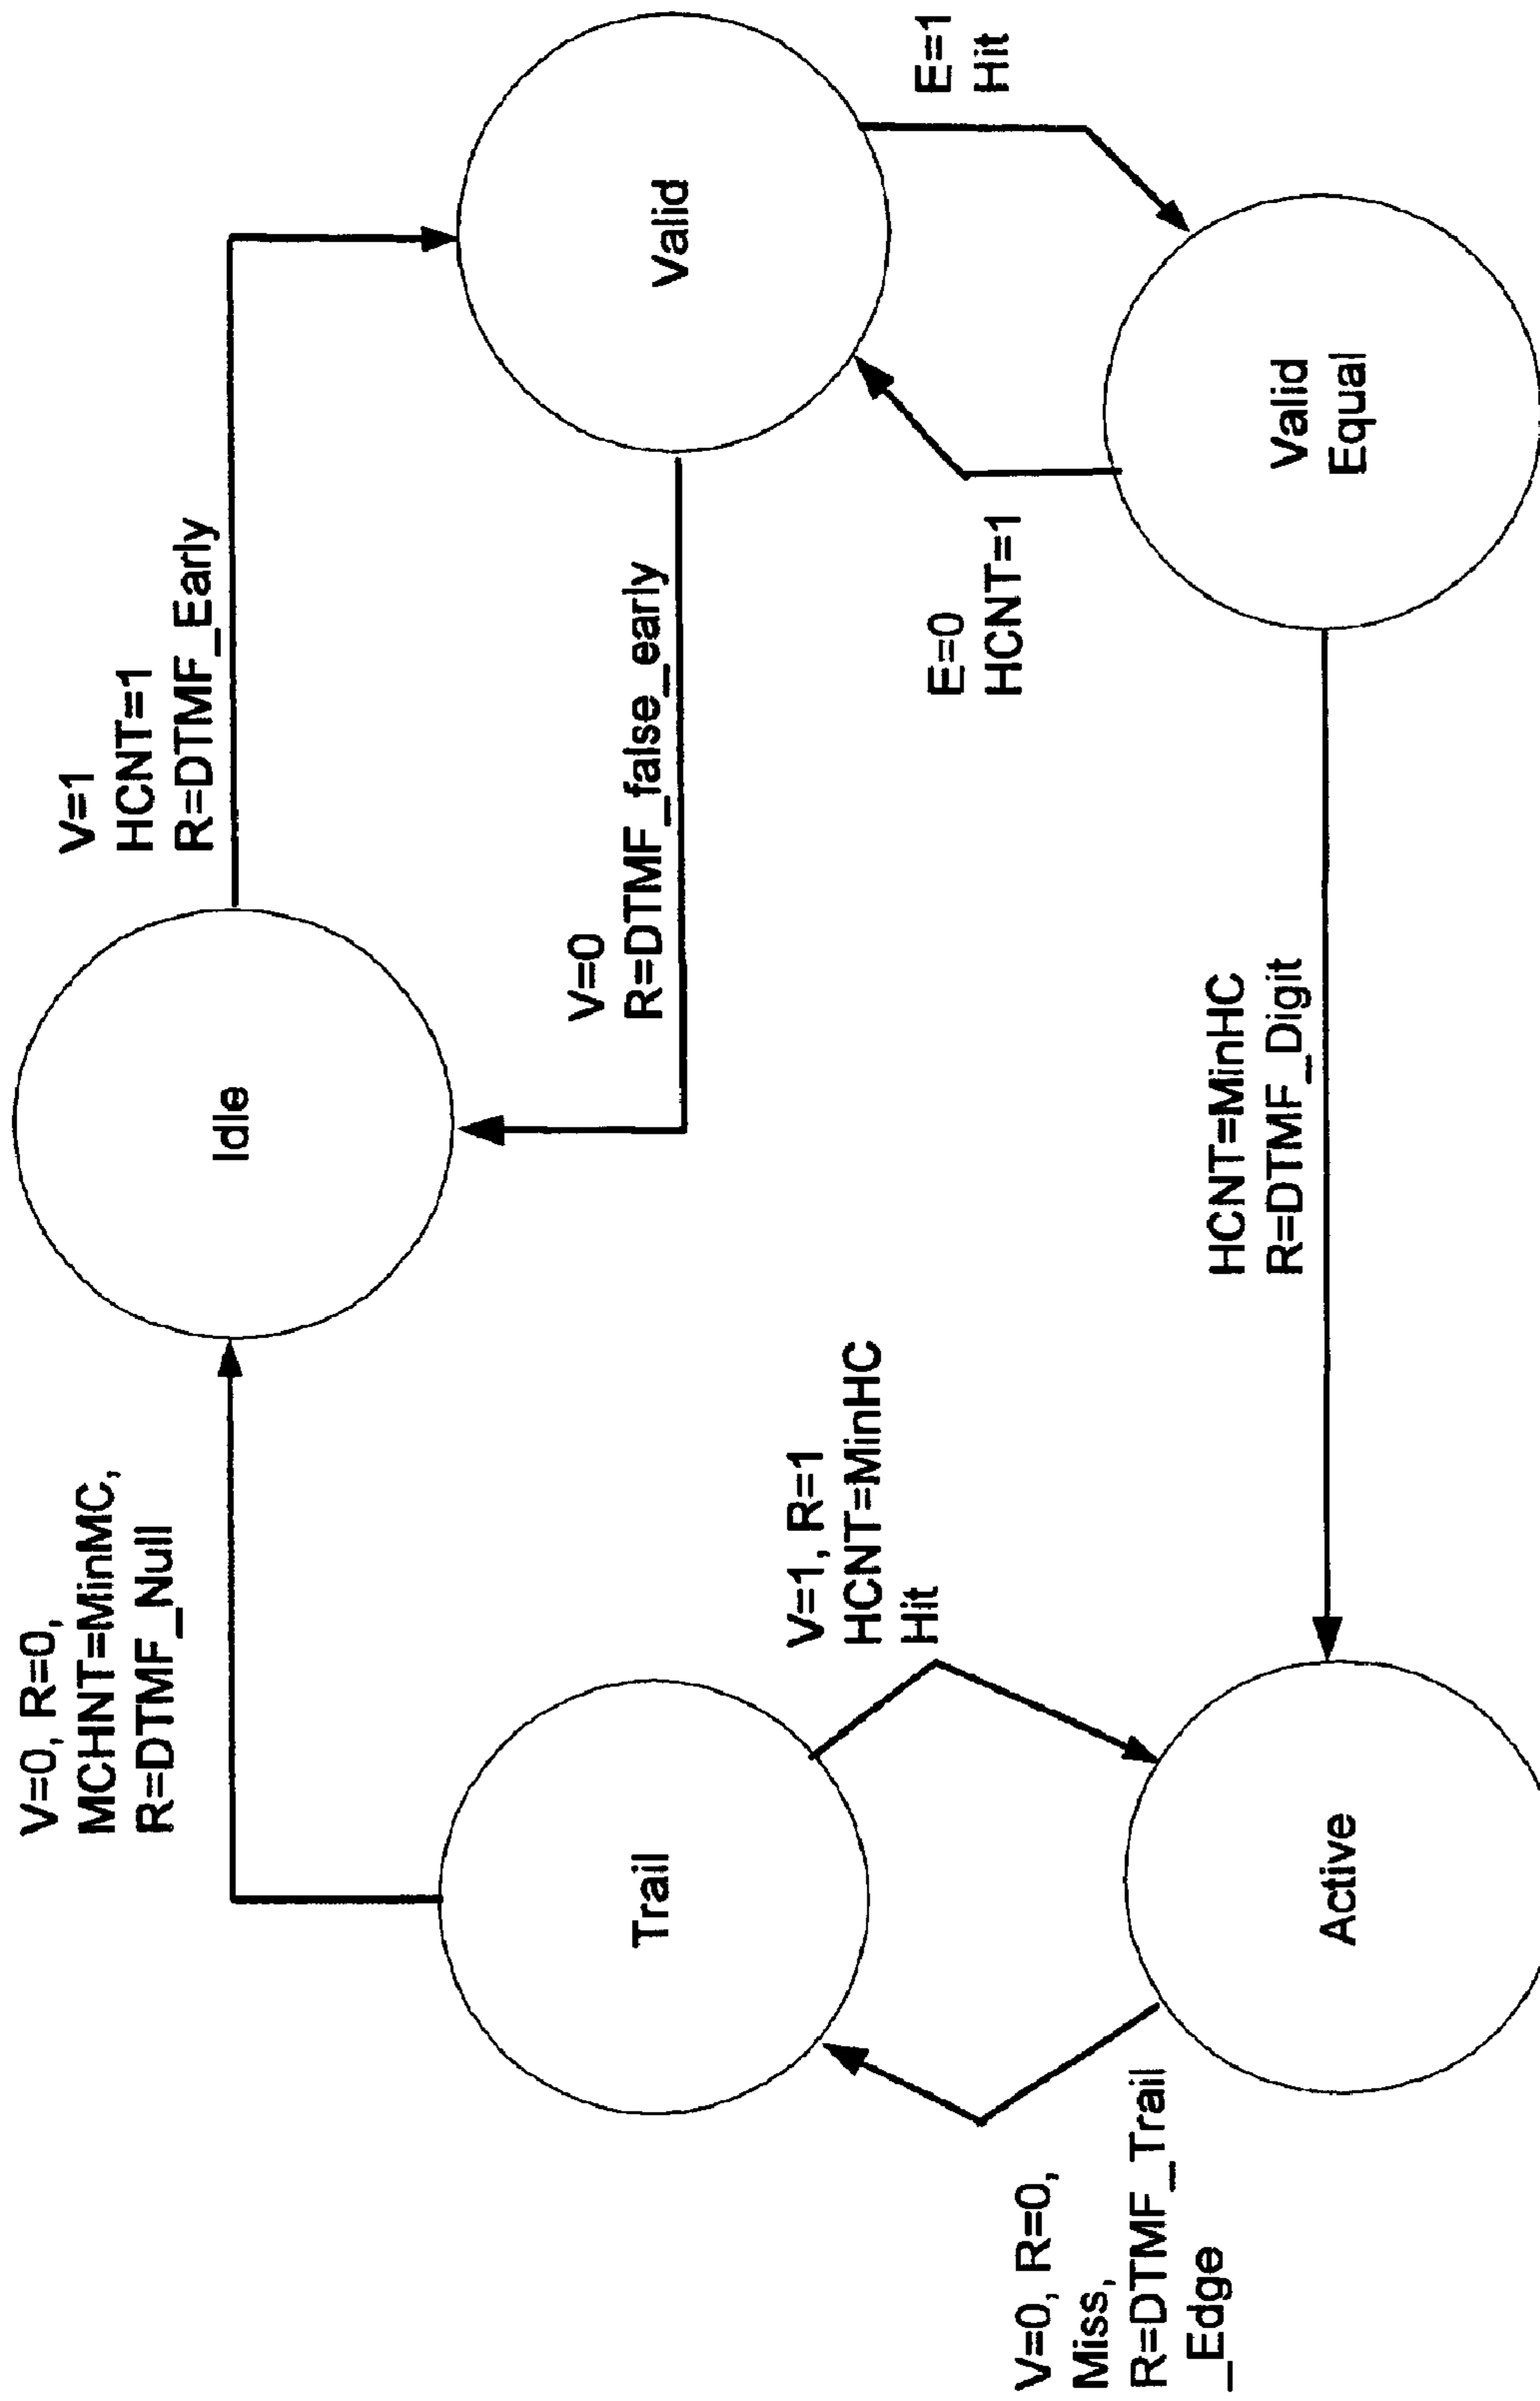 V=0, R=0,
MCHNT=MinMC,
R=DTMF_Null
Idle
V=1
HCNT=1
R=DTMF_Early
Trail
V=1, R=1
HCNT=MinHC
Hit
V=0
R=DTMF_false_early
Valid
V=0, R=0,
Miss,
R=DTMF_Trail
_Edge
E=0
HCNT=1
E=1
Hit
Active
HCNT=MinHC
R=DTMF_Digit
Valid
Equal